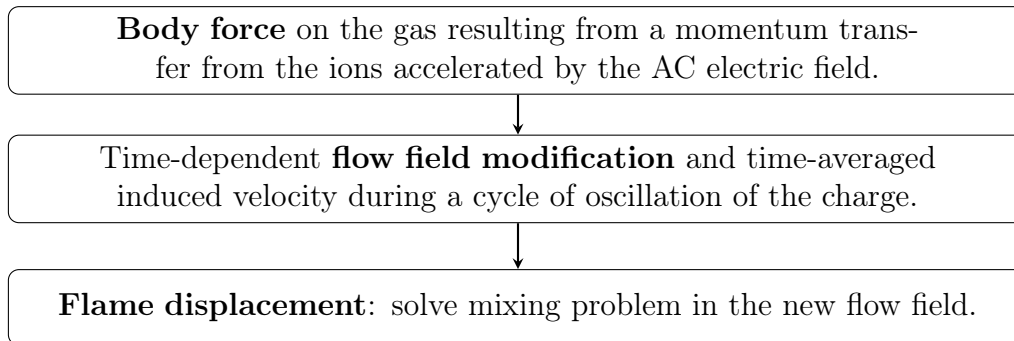 Body force on the gas resulting from a momentum trans-
fer from the ions accelerated by the AC electric field.
Time-dependent flow field modification and time-averaged
induced velocity during a cycle of oscillation of the charge.
Flame displacement: solve mixing problem in the new flow field.